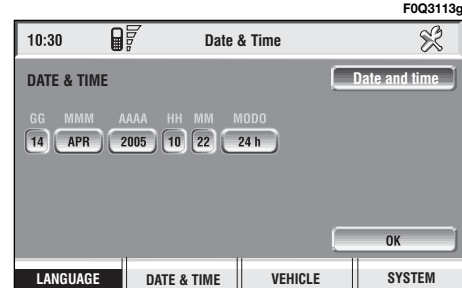 F0Q3113g
10:30 Date & Time
DATE & TIME Date and time
GG MMM AAAA HH MM MODO
14 APR 2005 10 22 24 h
OK
LANGUAGE DATE & TIME VEHICLE SYSTEM